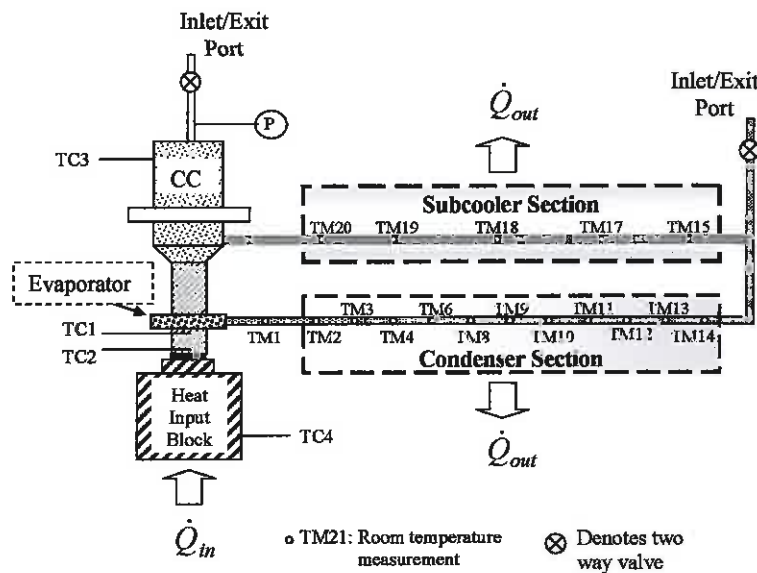 Inlet/Exit
Port
Inlet/Exit
Port
P
Q̇out
TC3
CC
Subcooler Section
TM20 TM19 TM18 TM17 TM15
Evaporator
TM3 TM6 TM9 TM11 TM13
TC1
TM1 TM2 TM4 TM8 TM10 TM12 TM14
TC2
Condenser Section
Heat
Input
Block
TC4
Q̇out
Q̇in
TM21: Room temperature
measurement
Denotes two
way valve